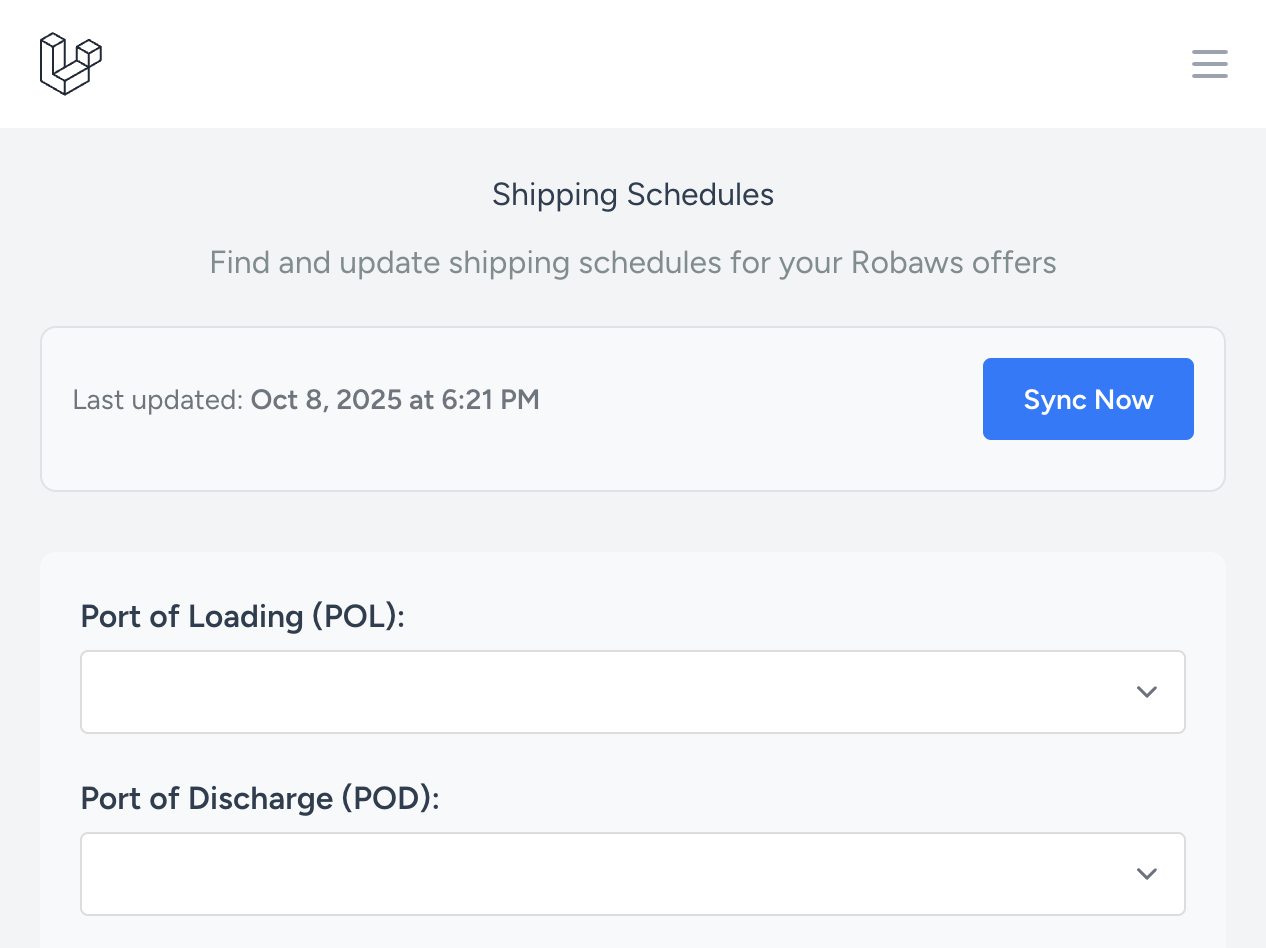 Shipping Schedules
Find and update shipping schedules for your Robaws offers
Last updated: Oct 8, 2025 at 6:21 PM
Sync Now
Port of Loading (POL):
Port of Discharge (POD):